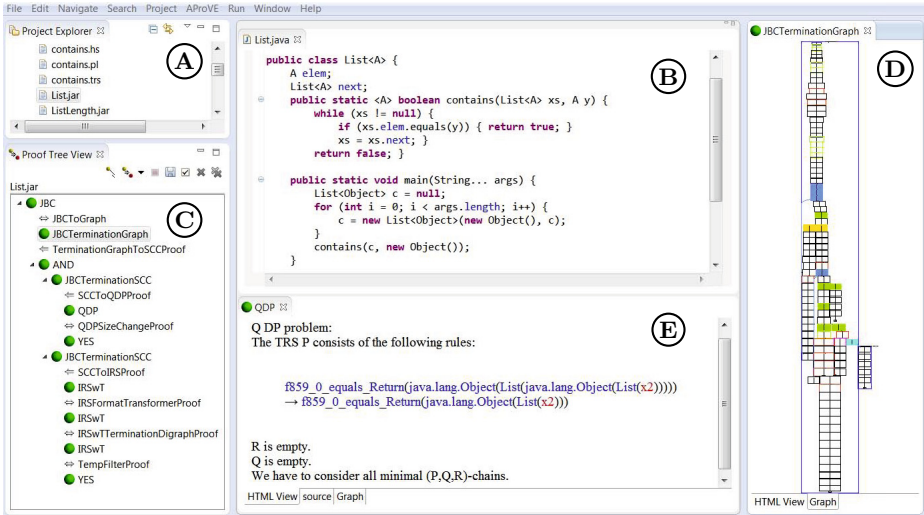 File Edit Navigate Search Project AProVE Run Window Help
Project Explorer
A
contains.hs
contains.pl
contains.trs
List.jar
ListLength.jar
Proof Tree View
List.jar
C
JBC
JBCToGraph
JBCTerminationGraph
TerminationGraphToSCCProof
AND
JBCTerminationSCC
SCCToQDPProof
QDP
QDPSizeChangeProof
YES
JBCTerminationSCC
SCCToIRSProof
IRSwT
IRSFormatTransformerProof
IRSwT
IRSwTTerminationDigraphProof
IRSwT
TempFilterProof
YES
List.java
B
public class List<A> {
A elem;
List<A> next;
public static <A> boolean contains(List<A> xs, A y) {
while (xs != null) {
if (xs.elem.equals(y)) { return true; }
xs = xs.next; }
return false; }
public static void main(String... args) {
List<Object> c = null;
for (int i = 0; i < args.length; i++) {
c = new List<Object>(new Object(), c);
}
contains(c, new Object());
}
QDP
E
Q DP problem:
The TRS P consists of the following rules:
f859_0_equals_Return(java.lang.Object(List(java.lang.Object(List(x2)))))
→ f859_0_equals_Return(java.lang.Object(List(x2)))
R is empty.
Q is empty.
We have to consider all minimal (P,Q,R)-chains.
HTML View source Graph
JBCTerminationGraph
D
HTML View Graph